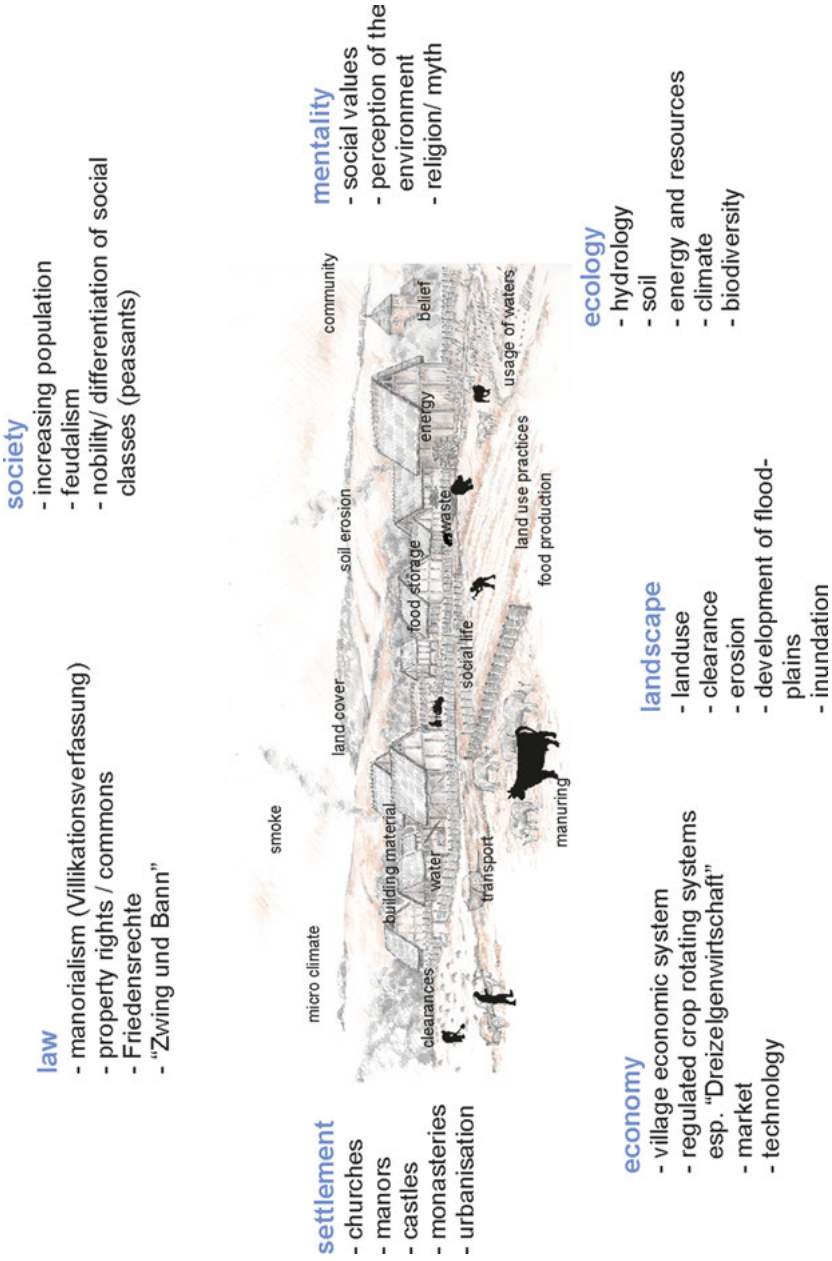 law
- manorialism (Villikationsverfassung)
- property rights / commons
- Friedensrechte
- “Zwing und Bann”
society
- increasing population
- feudalism
- nobility/ differentiation of social
classes (peasants)
settlement
- churches
- manors
- castles
- monasteries
- urbanisation
smoke
micro climate
land cover
soil erosion
community
building material
food storage
energy
belief
clearances
water
waste
social life
transport
usage of waters
land use practices
food production
manuring
mentality
- social values
- perception of the
environment
- religion/ myth
economy
- village economic system
- regulated crop rotating systems
esp. “Dreizelgenwirtschaft”
- market
- technology
landscape
- landuse
- clearance
- erosion
- development of flood-
plains
- inundation
ecology
- hydrology
- soil
- energy and resources
- climate
- biodiversity